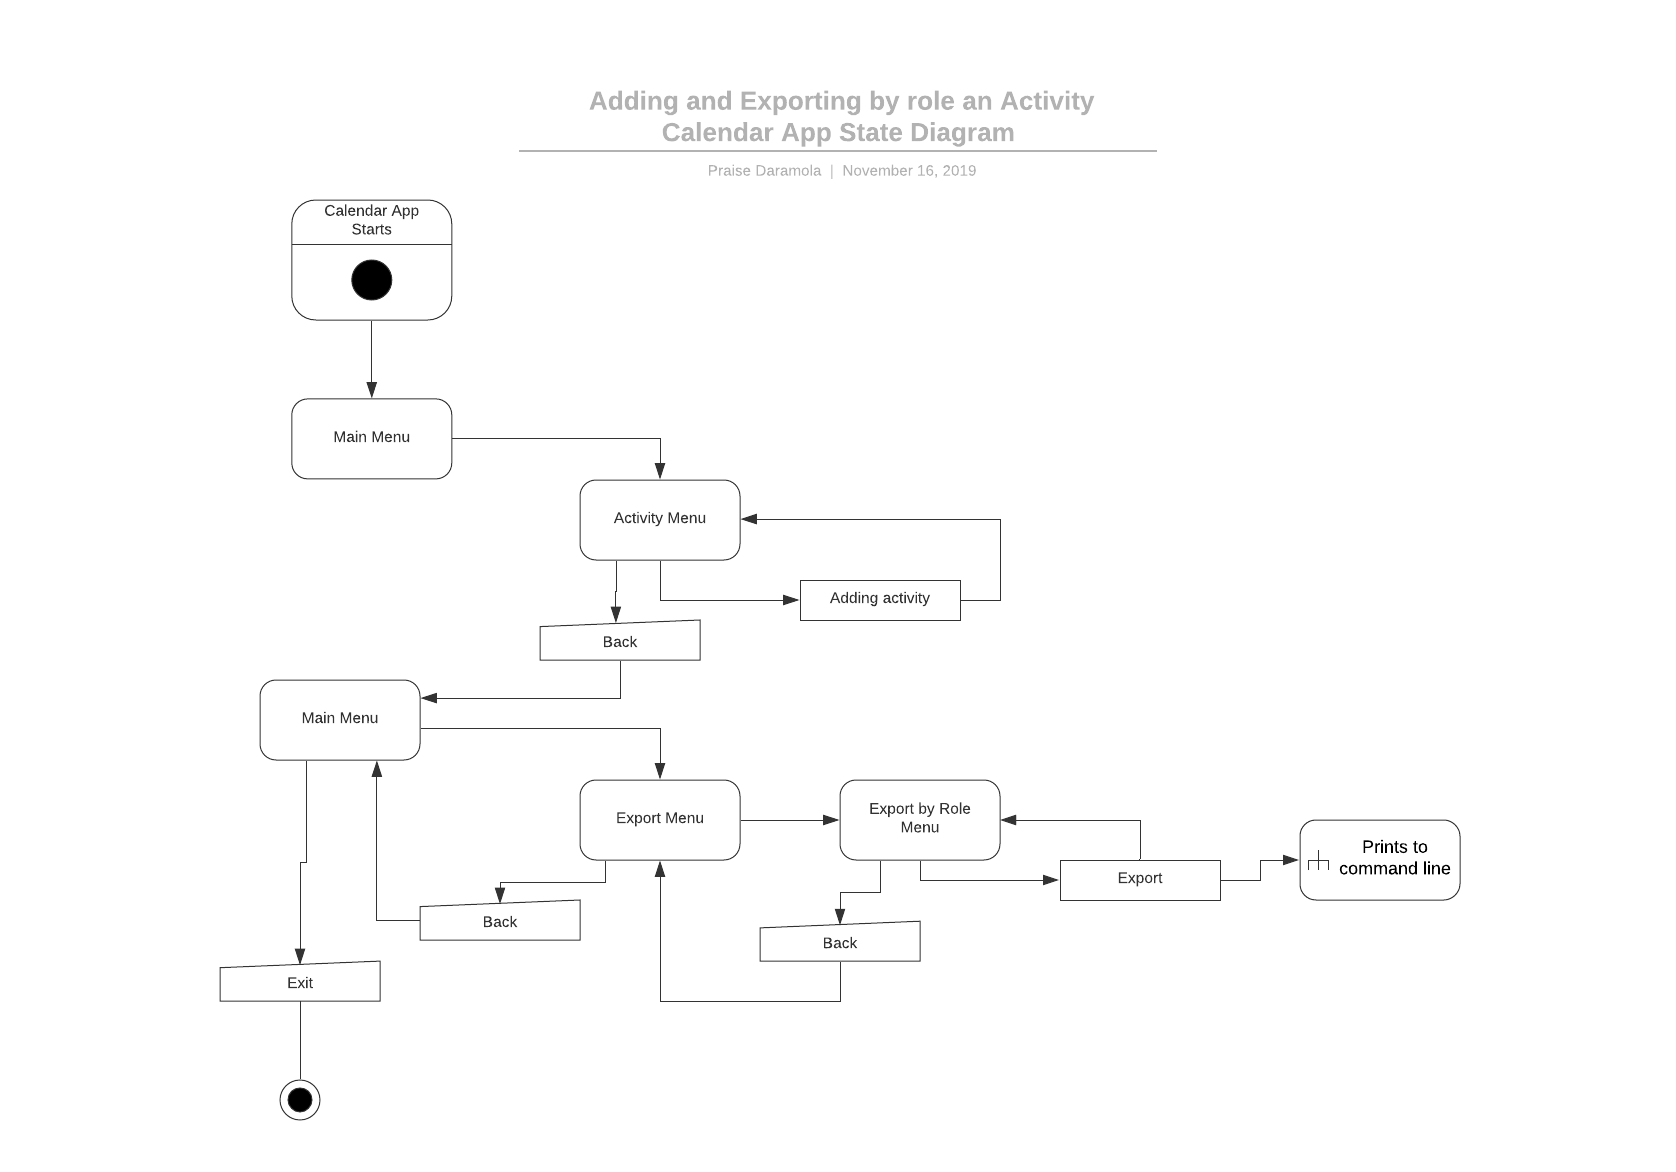 Adding and Exporting by role an Activity
Calendar App State Diagram
Praise Daramola | November 16, 2019
Calendar App
Starts
Main Menu
Activity Menu
Adding activity
Back
Main Menu
Export Menu
Export by Role
Menu
Prints to
command line
Export
Back
Back
Exit